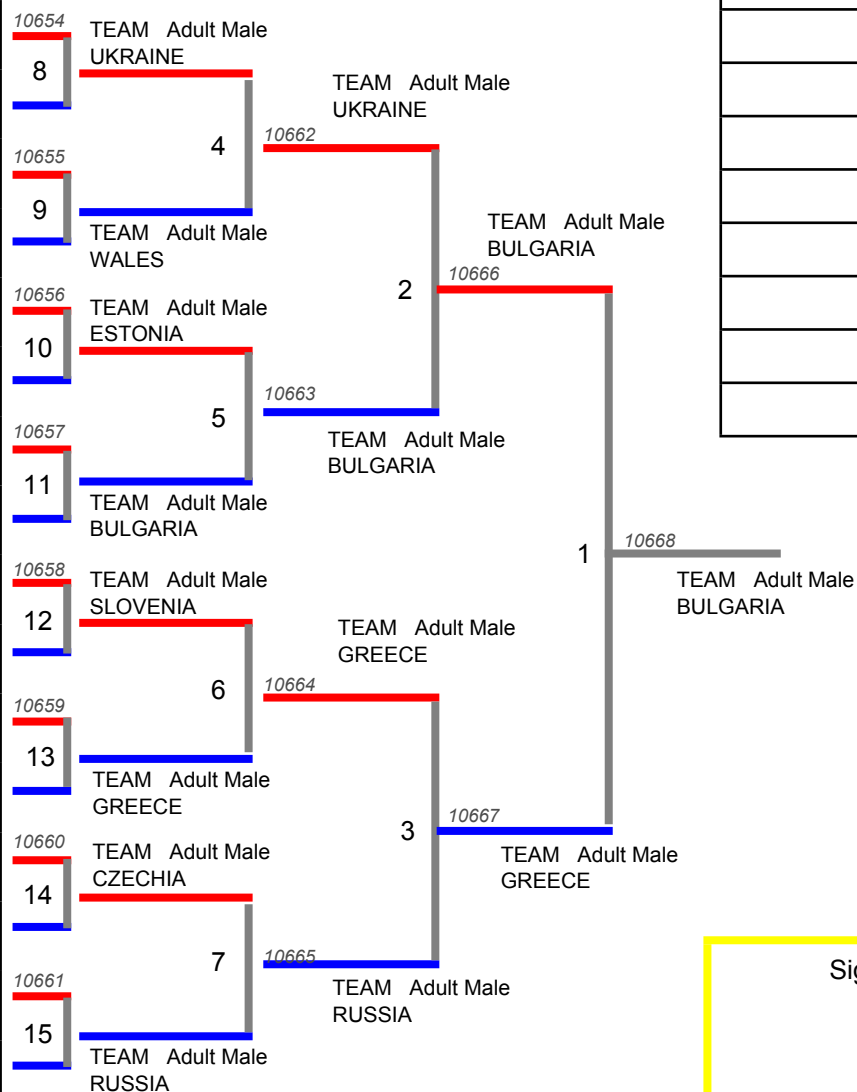 10654
TEAM Adult Male
UKRAINE
8
TEAM Adult Male
UKRAINE
10662
4
10655
9
TEAM Adult Male
WALES
TEAM Adult Male
BULGARIA
10666
2
10656
TEAM Adult Male
ESTONIA
10
10663
5
TEAM Adult Male
BULGARIA
10657
11
TEAM Adult Male
BULGARIA
1
10668
TEAM Adult Male
BULGARIA
10658
TEAM Adult Male
SLOVENIA
12
TEAM Adult Male
GREECE
10664
6
10659
13
TEAM Adult Male
GREECE
3
10667
TEAM Adult Male
GREECE
10660
TEAM Adult Male
CZECHIA
14
7
10665
TEAM Adult Male
RUSSIA
10661
15
TEAM Adult Male
RUSSIA
Sig